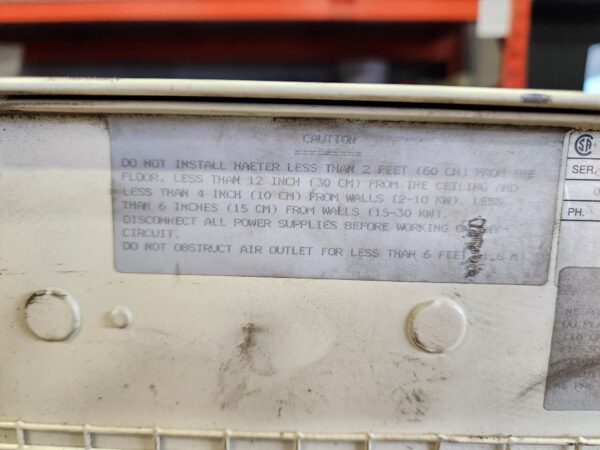 CAUTION
DO NOT INSTALL HAETER LESS THAN 2 FEET (60 CM) FROM THE
FLOOR. LESS THAN 12 INCH (30 CM) FROM THE CEILING AND
LESS THAN 4 INCH (10 CM) FROM WALLS (2-10 KW). LESS
THAN 6 INCHES (15 CM) FROM WALLS (15-30 KW).
DISCONNECT ALL POWER SUPPLIES BEFORE WORKING ON ANY
CIRCUIT.
DO NOT OBSTRUCT AIR OUTLET FOR LESS THAN 6 FEET
SER.
PH.